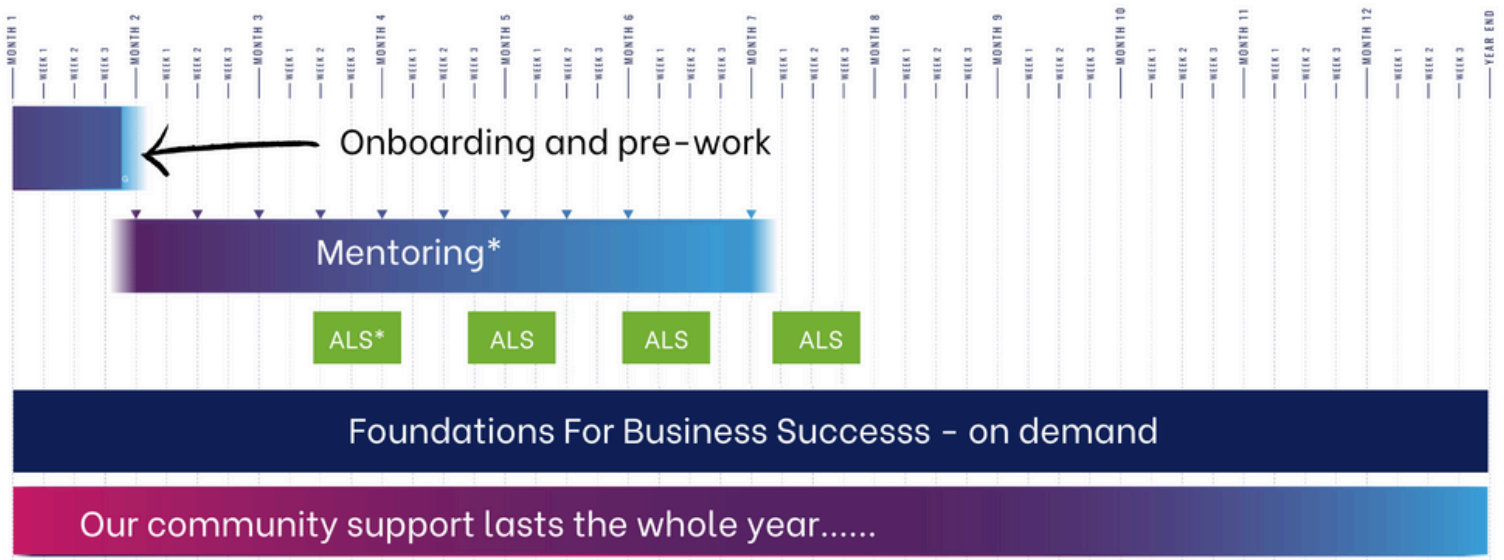 MONTH 1
WEEK 1
WEEK 2
WEEK 3
MONTH 2
WEEK 1
WEEK 2
WEEK 3
MONTH 3
WEEK 1
WEEK 2
WEEK 3
MONTH 4
WEEK 1
WEEK 2
WEEK 3
MONTH 5
WEEK 1
WEEK 2
WEEK 3
MONTH 6
WEEK 1
WEEK 2
WEEK 3
MONTH 7
WEEK 1
WEEK 2
WEEK 3
MONTH 8
WEEK 1
WEEK 2
WEEK 3
MONTH 9
WEEK 1
WEEK 2
WEEK 3
MONTH 10
WEEK 1
WEEK 2
WEEK 3
MONTH 11
WEEK 1
WEEK 2
WEEK 3
MONTH 12
WEEK 1
WEEK 2
WEEK 3
YEAR END
Onboarding and pre-work
Mentoring*
ALS*
ALS
ALS
ALS
Foundations For Business Successs - on demand
Our community support lasts the whole year......